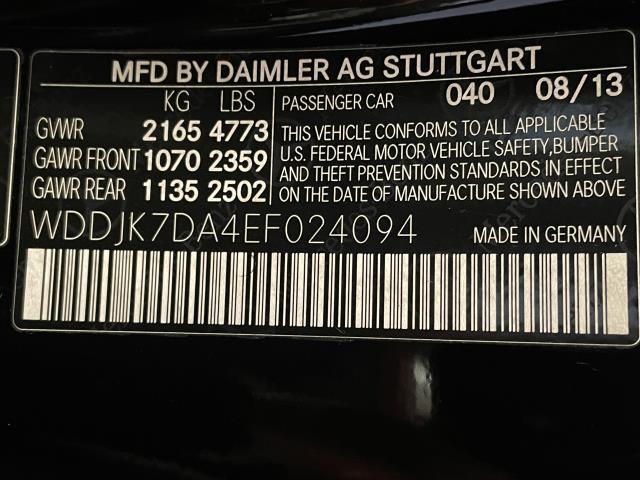 MFD BY DAIMLER AG STUTTGART
KG LBS
GVWR 2165 4773
GAWR FRONT 1070 2359
GAWR REAR 1135 2502
PASSENGER CAR 040 08/13
THIS VEHICLE CONFORMS TO ALL APPLICABLE
U.S. FEDERAL MOTOR VEHICLE SAFETY,BUMPER
AND THEFT PREVENTION STANDARDS IN EFFECT
ON THE DATE OF MANUFACTURE SHOWN ABOVE
WDDJK7DA4EF024094 MADE IN GERMANY